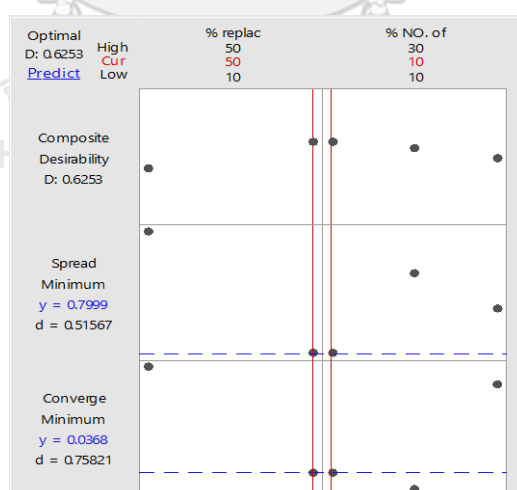 Optimal
D: 0.6253
Predict
High
Cur
Low
% replac
50
50
10
% NO. of
30
10
10
Composite
Desirability
D: 0.6253
Spread
Minimum
y = 0.7999
d = 0.51567
Converge
Minimum
y = 0.0368
d = 0.75821